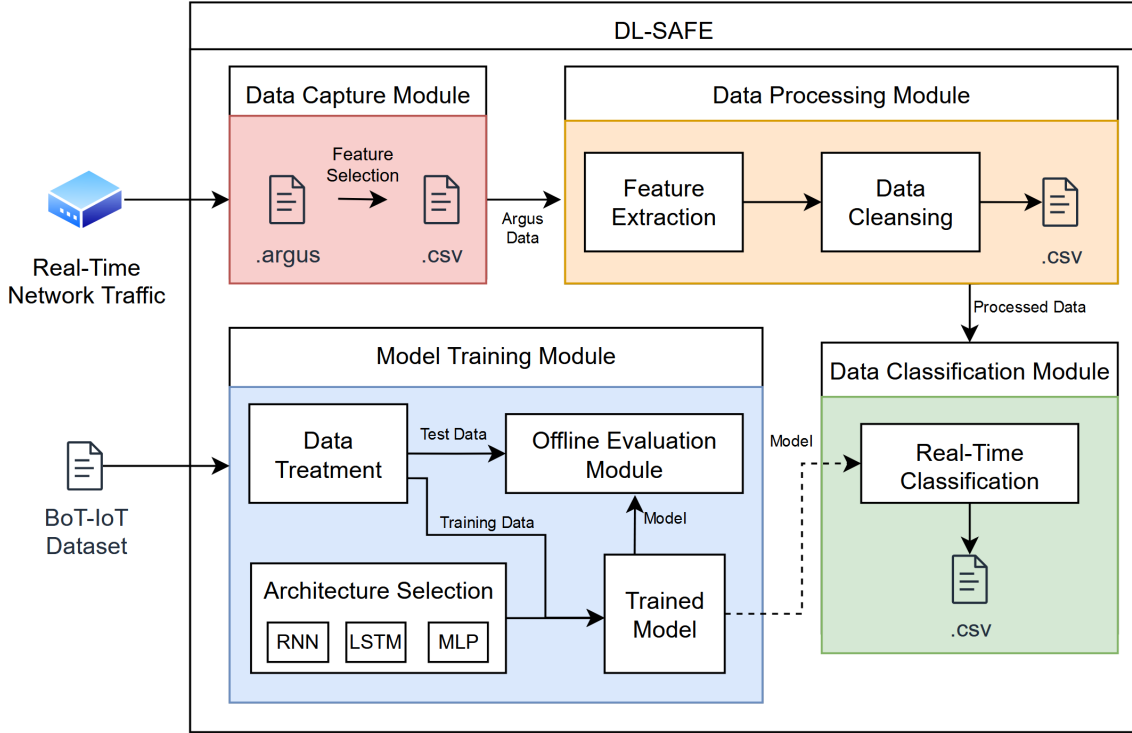 DL-SAFE
Data Capture Module
Feature
Selection
.argus
.csv
Real-Time
Network Traffic
Argus
Data
Data Processing Module
Feature
Extraction
Data
Cleansing
.csv
Processed Data
Model Training Module
Data
Treatment
Test Data
Offline Evaluation
Module
Training Data
Model
Architecture Selection
RNN
LSTM
MLP
Trained
Model
BoT-IoT
Dataset
Model
Data Classification Module
Real-Time
Classification
.csv